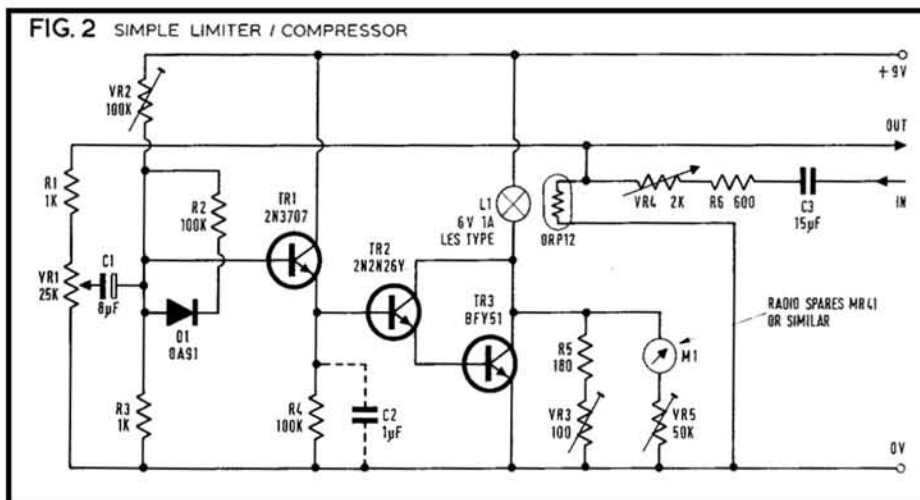 FIG. 2 SIMPLE LIMITER / COMPRESSOR
+9V
VR2
100K
OUT
R1
1K
R2
100K
TR1
2N3707
L1
6V 1A
LES TYPE
ORP12
VR4 2K
R6 600
C3
15µF
IN
VR1
25K
C1
8µF
TR2
2N2N26Y
TR3
BFY51
D1
OA91
RADIO SPARES MR41
OR SIMILAR
R5
180
M1
R3
1K
R4
100K
C2
1µF
VR3
100
VR5
50K
0V